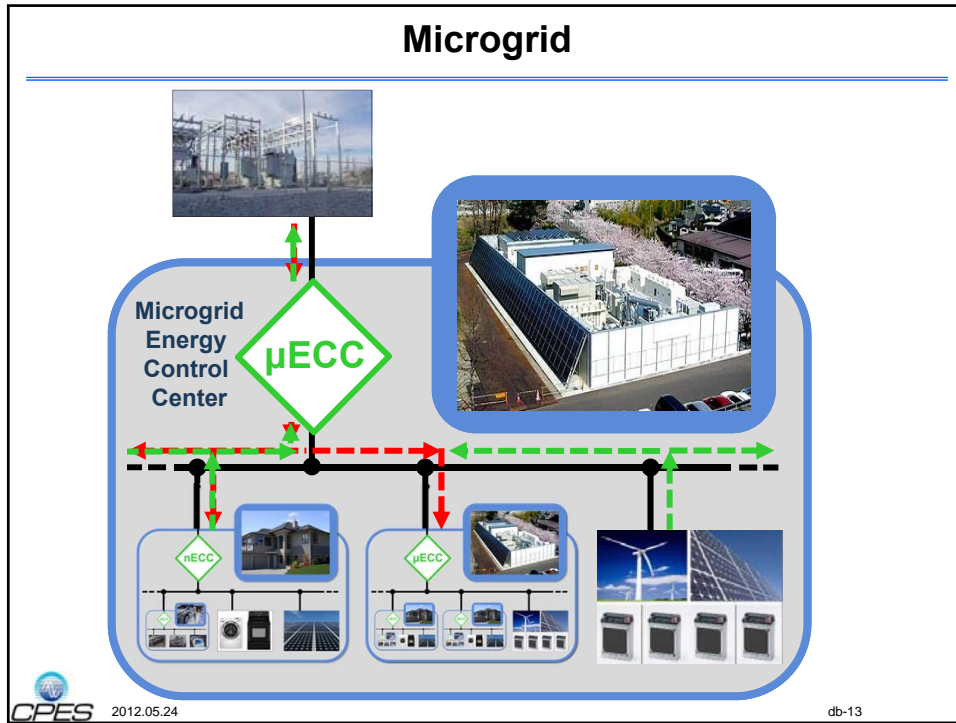 Microgrid
Microgrid
Energy
Control
Center
µECC
nECC
µECC
CPES
2012.05.24
db-13